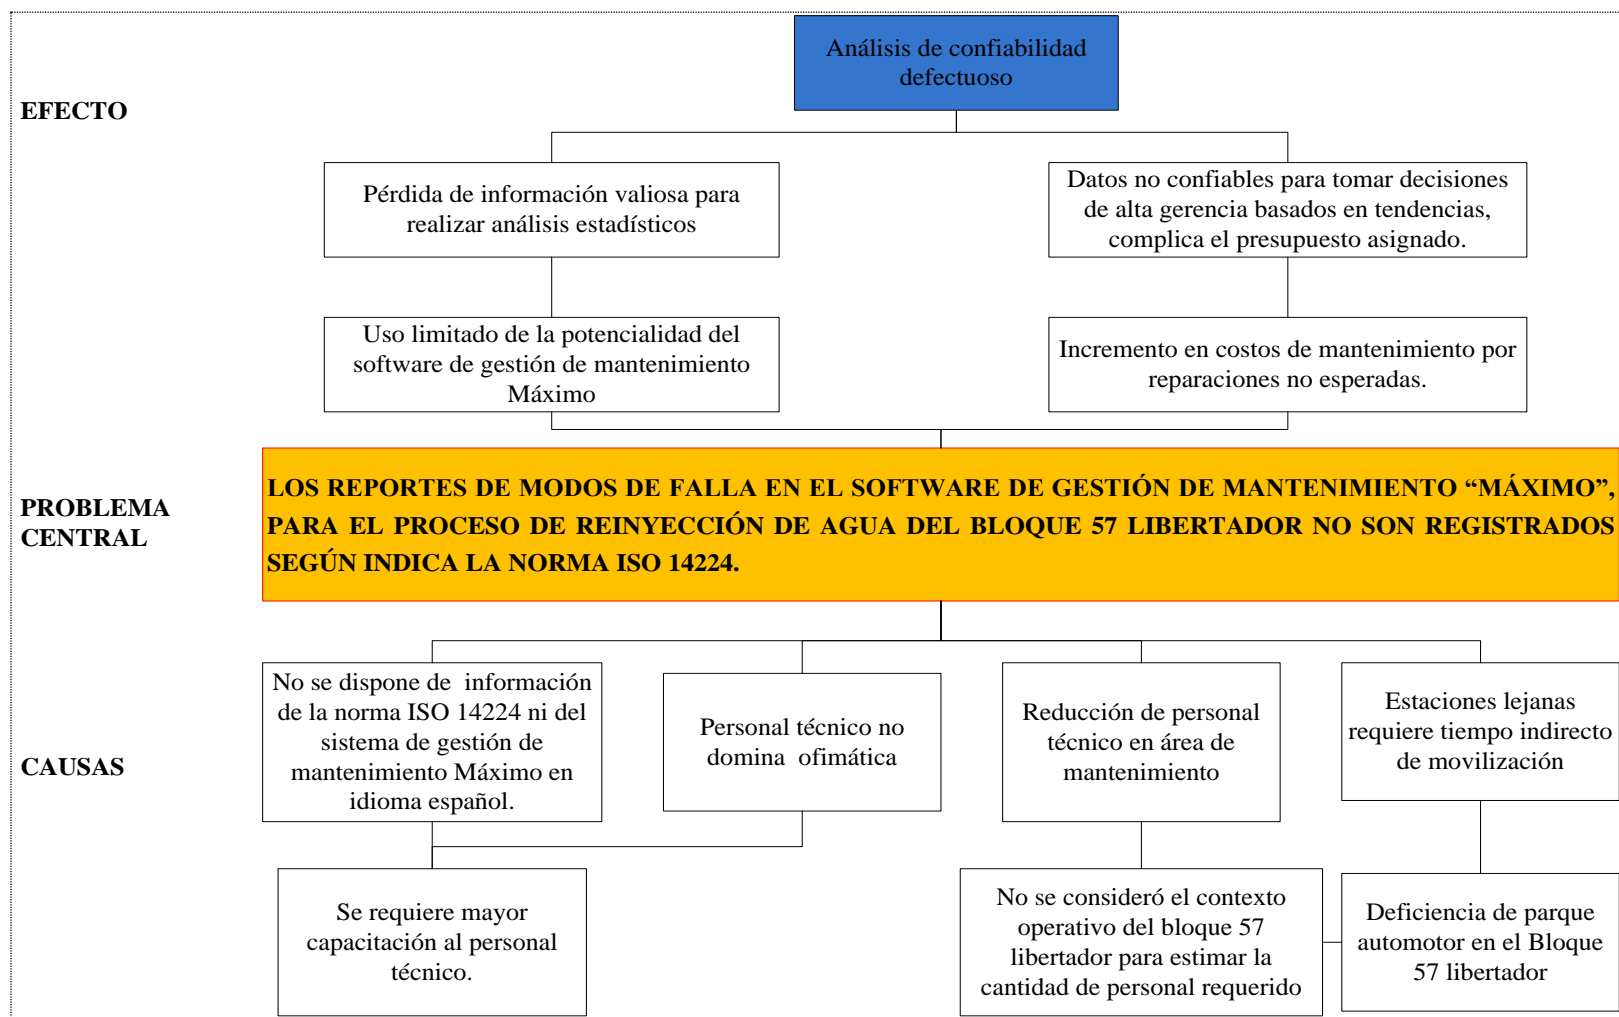 Análisis de confiabilidad
defectuoso
EFECTO
Pérdida de información valiosa para
realizar análisis estadísticos
Datos no confiables para tomar decisiones
de alta gerencia basados en tendencias,
complica el presupuesto asignado.
Uso limitado de la potencialidad del
software de gestión de mantenimiento
Máximo
Incremento en costos de mantenimiento por
reparaciones no esperadas.
PROBLEMA
CENTRAL
LOS REPORTES DE MODOS DE FALLA EN EL SOFTWARE DE GESTIÓN DE MANTENIMIENTO “MÁXIMO”,
PARA EL PROCESO DE REINYECCIÓN DE AGUA DEL BLOQUE 57 LIBERTADOR NO SON REGISTRADOS
SEGÚN INDICA LA NORMA ISO 14224.
CAUSAS
No se dispone de información
de la norma ISO 14224 ni del
sistema de gestión de
mantenimiento Máximo en
idioma español.
Personal técnico no
domina ofimática
Reducción de personal
técnico en área de
mantenimiento
Estaciones lejanas
requiere tiempo indirecto
de movilización
Se requiere mayor
capacitación al personal
técnico.
No se consideró el contexto
operativo del bloque 57
libertador para estimar la
cantidad de personal requerido
Deficiencia de parque
automotor en el Bloque
57 libertador